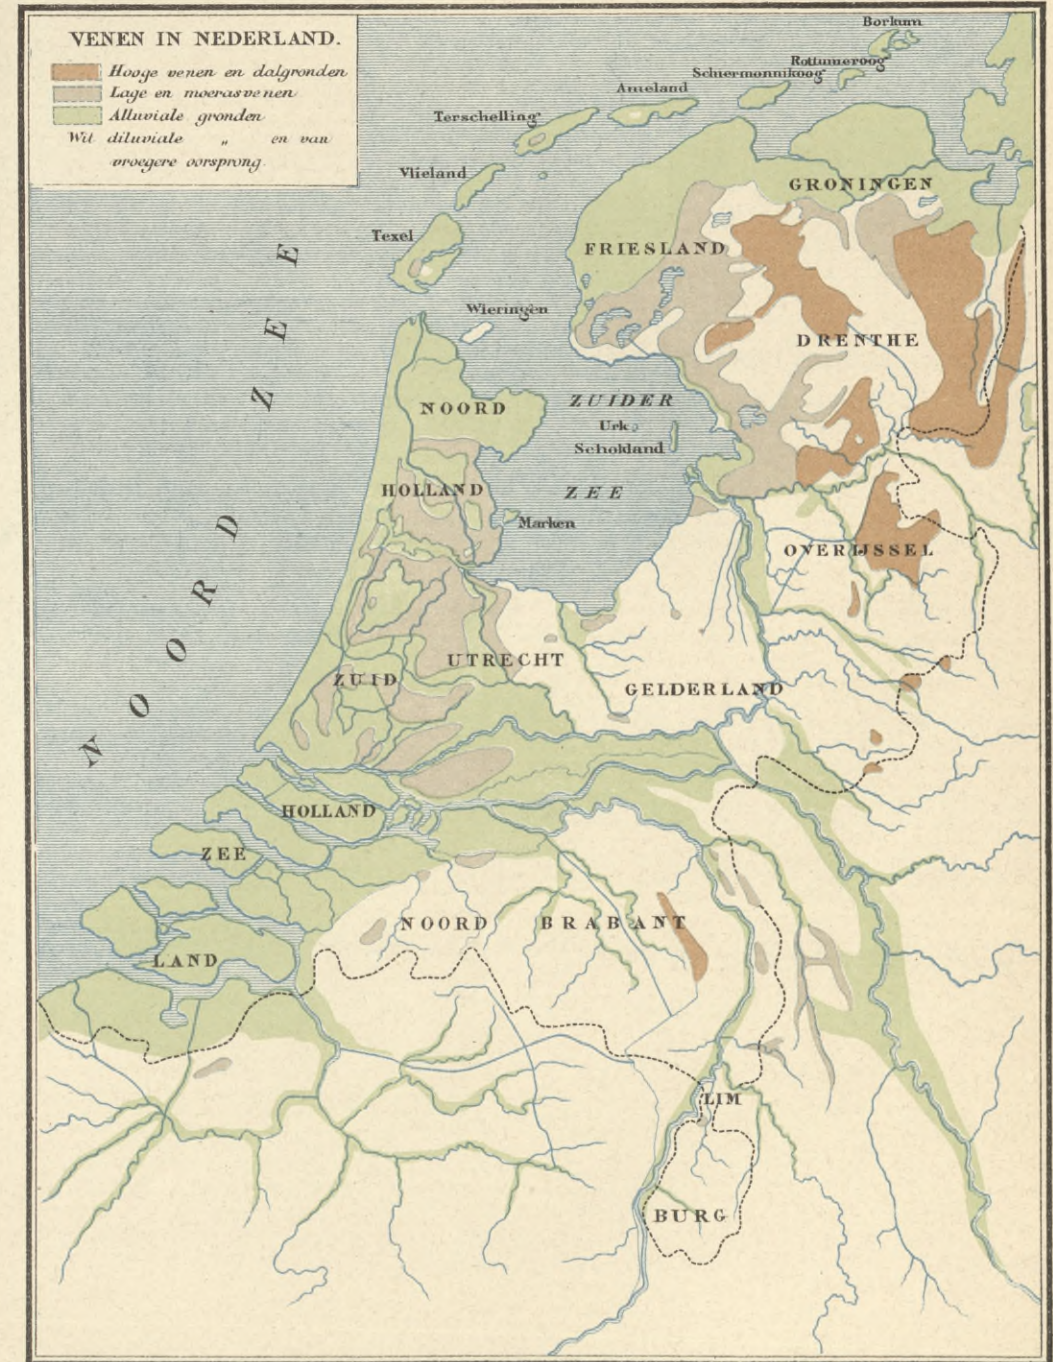 VENEN IN NEDERLAND.
Hooge venen en dalgronden
Lage en moerasvenen
Alluviale gronden
Wit diluviale „ en van
vroegere oorsprong.
Borkum
Rottumeroog
Schiermonnikoog
Ameland
Terschelling
Vlieland
Texel
Wieringen
GRONINGEN
FRIESLAND
DRENTHE
NOORD ZEE
ZUIDER
Urk
Schokland
ZEE
NOORD
HOLLAND
Marken
OVERIJSSEL
UTRECHT
GELDERLAND
ZUID
HOLLAND
ZEE
LAND
NOORD BRABANT
LIM
BURG